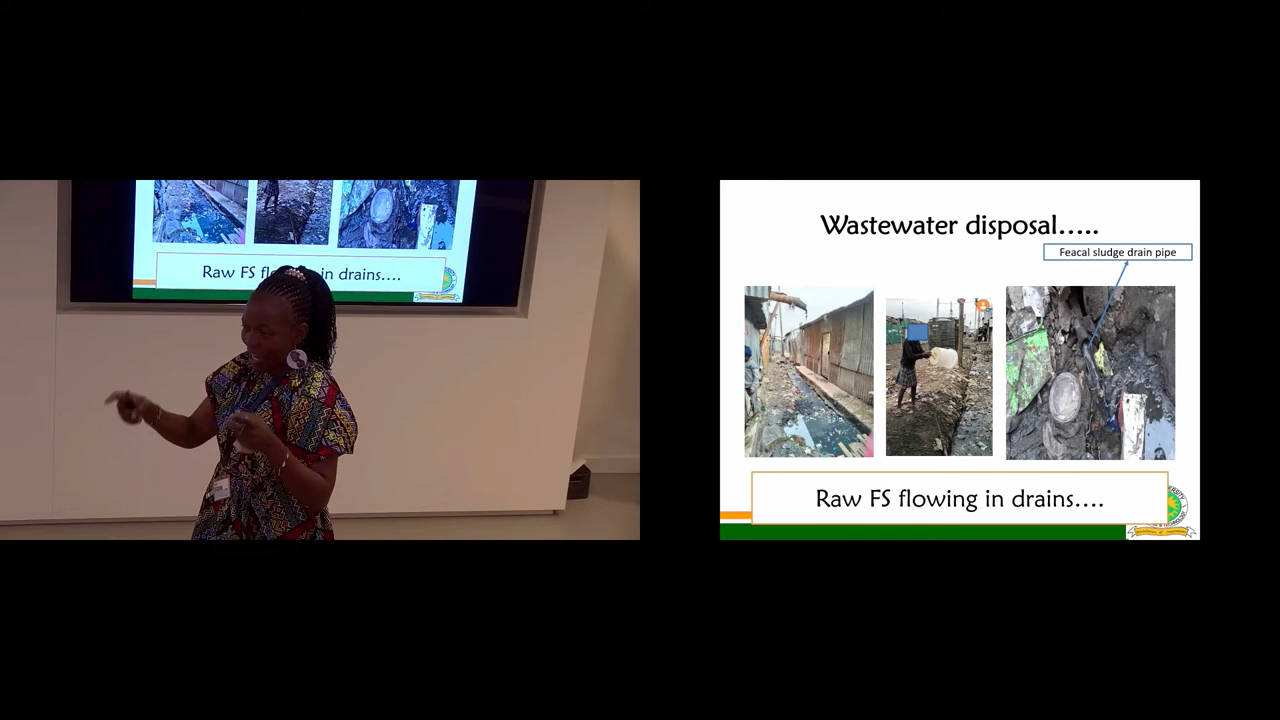 Raw FS fl in drains....
Wastewater disposal.....
Feacal sludge drain pipe
Raw FS flowing in drains....